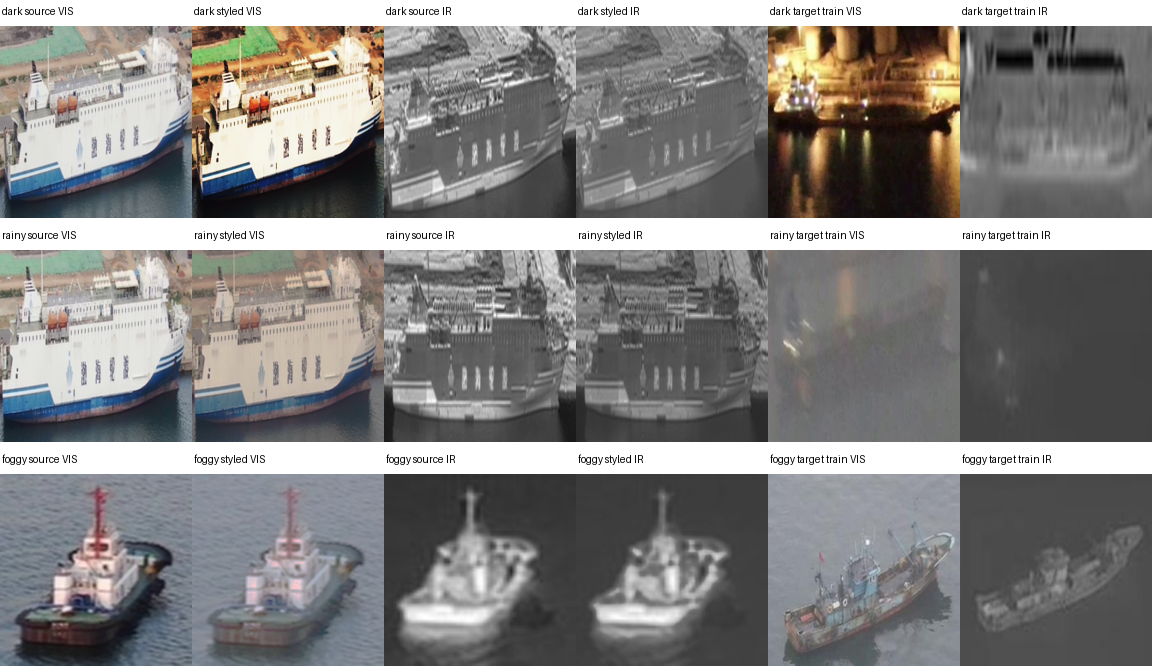 dark source VIS
dark styled VIS
dark source IR
dark styled IR
dark target train VIS
dark target train IR
rainy source VIS
rainy styled VIS
rainy source IR
rainy styled IR
rainy target train VIS
rainy target train IR
foggy source VIS
foggy styled VIS
foggy source IR
foggy styled IR
foggy target train VIS
foggy target train IR